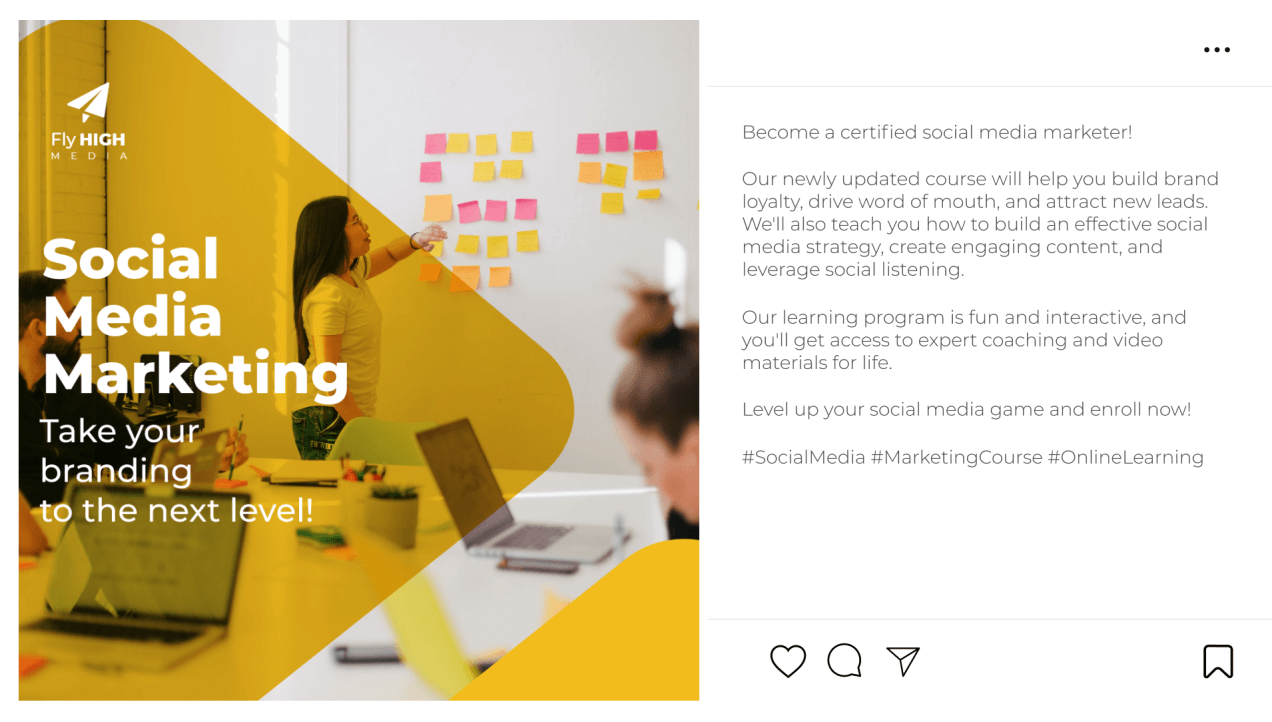 Fly HIGH
MEDIA
Social
Media
Marketing
Take your
branding
to the next level!
Become a certified social media marketer!
Our newly updated course will help you build brand
loyalty, drive word of mouth, and attract new leads.
We'll also teach you how to build an effective social
media strategy, create engaging content, and
leverage social listening.
Our learning program is fun and interactive, and
you'll get access to expert coaching and video
materials for life.
Level up your social media game and enroll now!
#SocialMedia #MarketingCourse #OnlineLearning